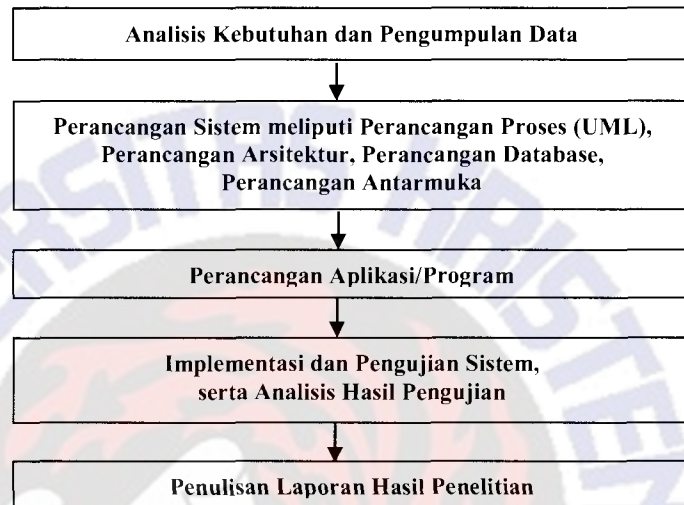 Analisis Kebutuhan dan Pengumpulan Data
Perancangan Sistem meliputi Perancangan Proses (UML),
Perancangan Arsitektur, Perancangan Database,
Perancangan Antarmuka
Perancangan Aplikasi/Program
Implementasi dan Pengujian Sistem,
serta Analisis Hasil Pengujian
Penulisan Laporan Hasil Penelitian